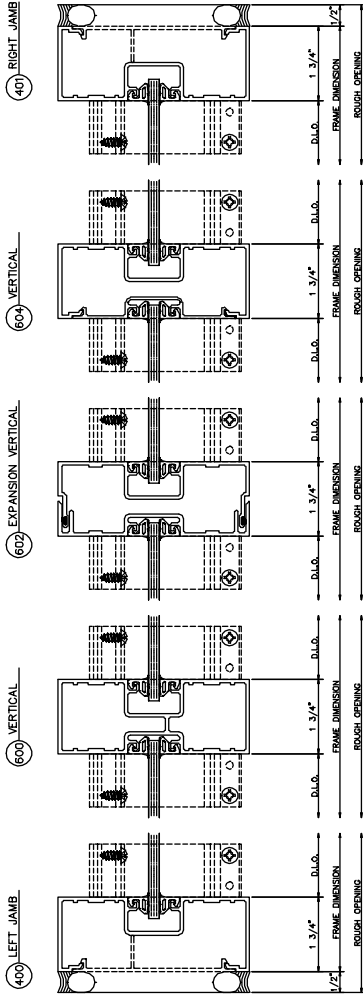 401 RIGHT JAMB
1/2"
1 3/4"
D.L.O.
FRAME DIMENSION
ROUGH OPENING
604 VERTICAL
D.L.O.
1 3/4"
D.L.O.
FRAME DIMENSION
ROUGH OPENING
602 EXPANSION VERTICAL
D.L.O.
1 3/4"
D.L.O.
FRAME DIMENSION
ROUGH OPENING
600 VERTICAL
D.L.O.
1 3/4"
D.L.O.
FRAME DIMENSION
ROUGH OPENING
400 LEFT JAMB
D.L.O.
1 3/4"
1/2"
FRAME DIMENSION
ROUGH OPENING